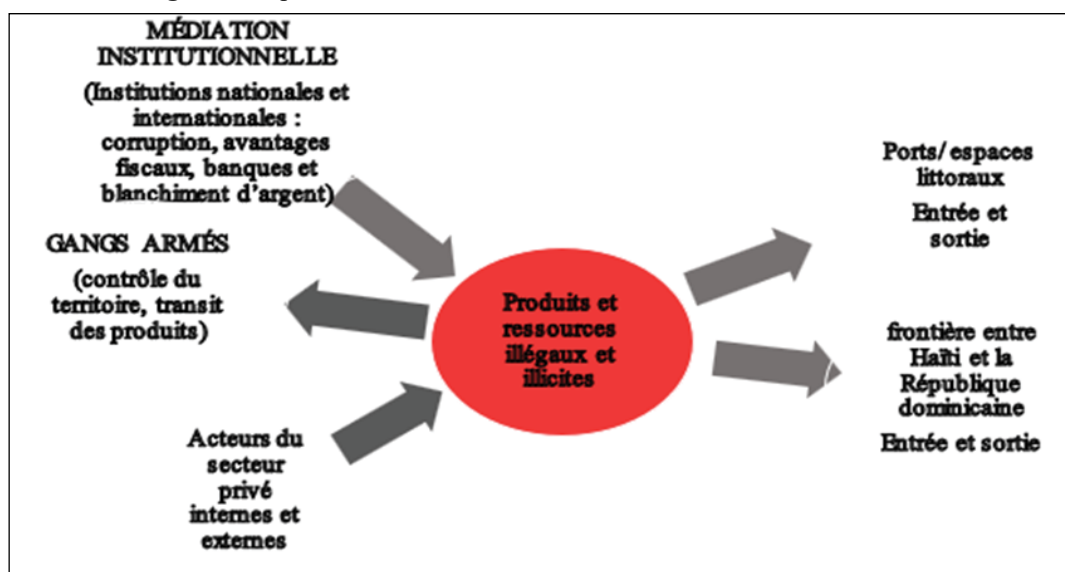 MÉDIATION
INSTITUTIONNELLE
(Institutions nationales et
internationales :
corruption, avantages
fiscaux, banques et
blanchiment d'argent)
GANGS ARMÉS
(contrôle du
territoire, transit
des produits)
Acteurs du
secteur
privé
internes et
externes
Produits et
ressources
illégaux et
illicites
Ports/ espaces
littoraux
Entrée et
sortie
frontière entre
Haïti et la
République
dominicaine
Entrée et sortie